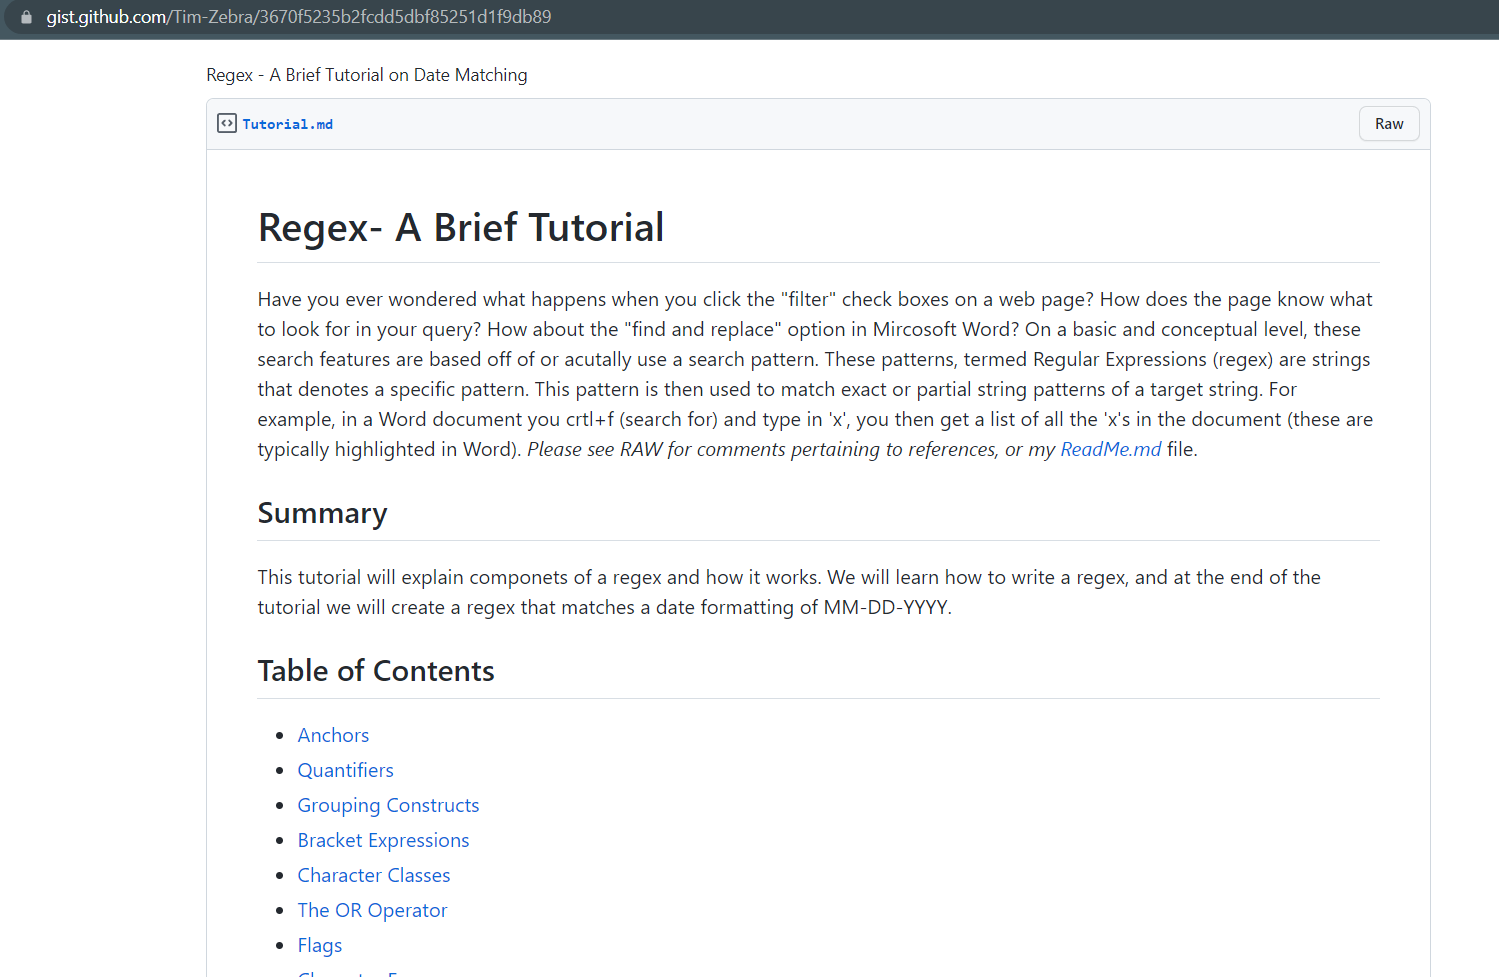 gist.github.com/Tim-Zebra/3670f5235b2fcdd5dbf85251d1f9db89
Regex - A Brief Tutorial on Date Matching
Tutorial.md
Raw
Regex- A Brief Tutorial
Have you ever wondered what happens when you click the "filter" check boxes on a web page? How does the page know what
to look for in your query? How about the "find and replace" option in Mircosoft Word? On a basic and conceptual level, these
search features are based off of or acutally use a search pattern. These patterns, termed Regular Expressions (regex) are strings
that denotes a specific pattern. This pattern is then used to match exact or partial string patterns of a target string. For
example, in a Word document you crtl+f (search for) and type in 'x', you then get a list of all the 'x's in the document (these are
typically highlighted in Word). Please see RAW for comments pertaining to references, or my ReadMe.md file.
Summary
This tutorial will explain componets of a regex and how it works. We will learn how to write a regex, and at the end of the
tutorial we will create a regex that matches a date formatting of MM-DD-YYYY.
Table of Contents
Anchors
Quantifiers
Grouping Constructs
Bracket Expressions
Character Classes
The OR Operator
Flags